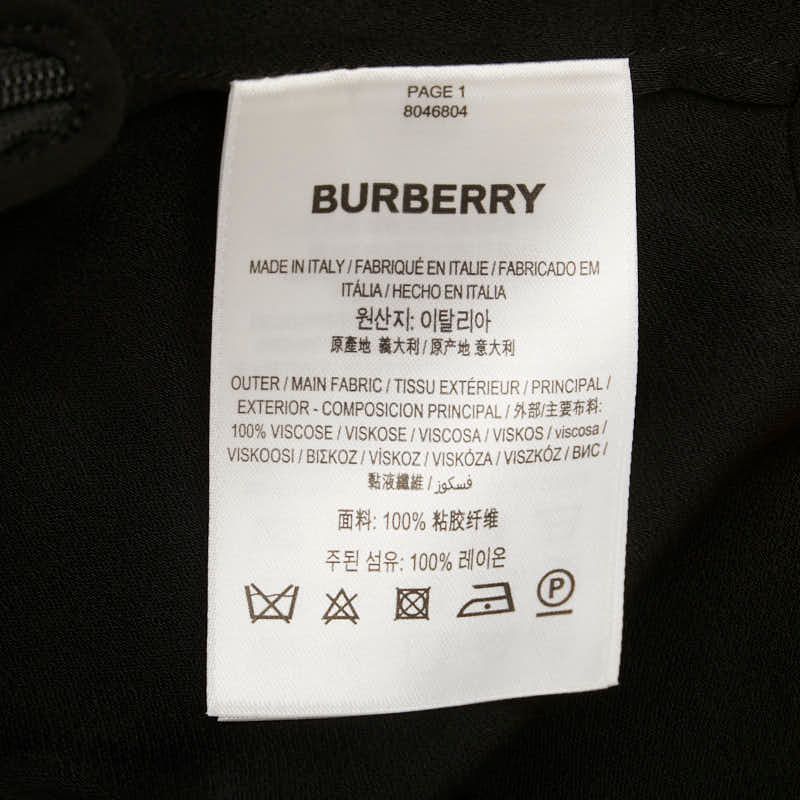 PAGE 1
8046804
BURBERRY
MADE IN ITALY / FABRIQUÉ EN ITALIE / FABRICADO EM
ITÁLIA / HECHO EN ITALIA
원산지: 이탈리아
原產地 義大利 / 原产地 意大利
OUTER / MAIN FABRIC / TISSU EXTÉRIEUR / PRINCIPAL /
EXTERIOR - COMPOSICION PRINCIPAL / 外部/主要布料:
100% VISCOSE / VISKOSE / VISCOSA / VISKOS / viscosa /
VISKOOSI / ΒΙΣΚΟΖ / VİSKOZ / VISKÓZA / VISZKÓZ / ВИС /
黏液纖維 / فسكوز
面料: 100% 粘胶纤维
주된 섬유: 100% 레이온
P